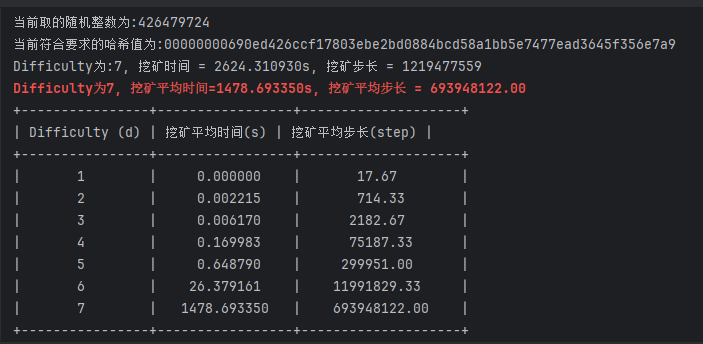 当前取的随机整数为:426479724
当前符合要求的哈希值为:00000000690ed426ccf17803ebe2bd0884bcd58a1bb5e7477ead3645f356e7a9
Difficulty为:7, 挖矿时间 = 2624.310930s, 挖矿步长 = 1219477559
Difficulty为7, 挖矿平均时间=1478.693350s, 挖矿平均步长 = 693948122.00
+----------------+-----------------+-------------------+
| Difficulty (d) | 挖矿平均时间(s) | 挖矿平均步长(step) |
+----------------+-----------------+-------------------+
| 1 | 0.000000 | 17.67 |
| 2 | 0.002215 | 714.33 |
| 3 | 0.006170 | 2182.67 |
| 4 | 0.169983 | 75187.33 |
| 5 | 0.648790 | 299951.00 |
| 6 | 26.379161 | 11991829.33 |
| 7 | 1478.693350 | 693948122.00 |
+----------------+-----------------+-------------------+